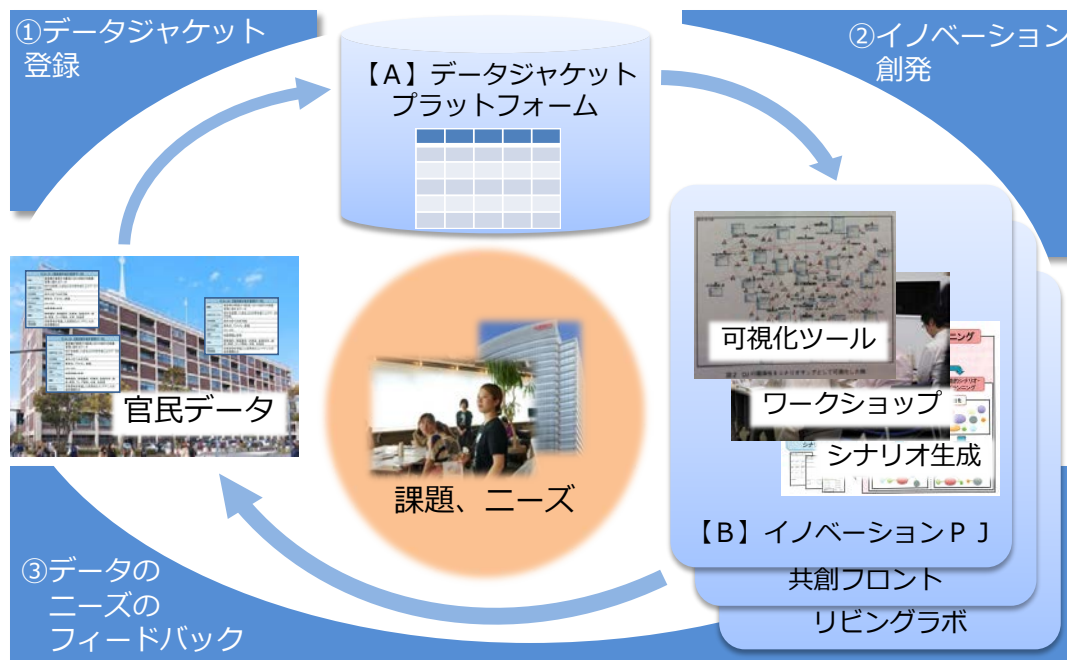 ①データジャケット
登録
②イノベーション
創発
【A】データジャケット
プラットフォーム
官民データ
課題、ニーズ
可視化ツール
ワークショップ
シナリオ生成
【B】イノベーションＰＪ
共創フロント
リビングラボ
③データの
ニーズの
フィードバック